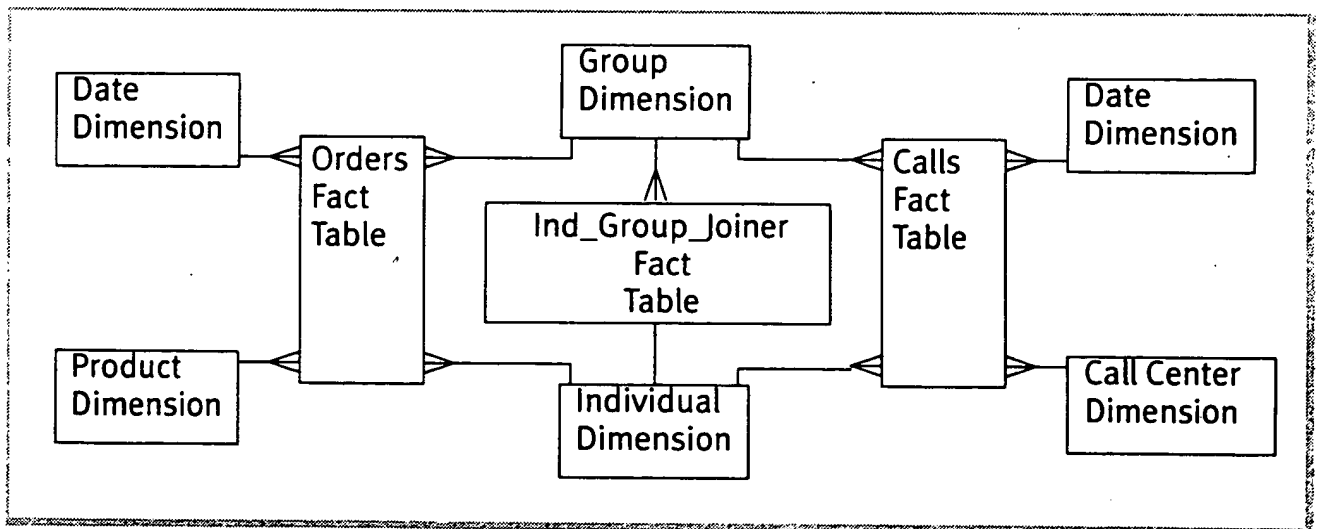 Date
Dimension
Group
Dimension
Date
Dimension
Orders
Fact
Table
Calls
Fact
Table
Ind_Group_Joiner
Fact
Table
Product
Dimension
Individual
Dimension
Call Center
Dimension